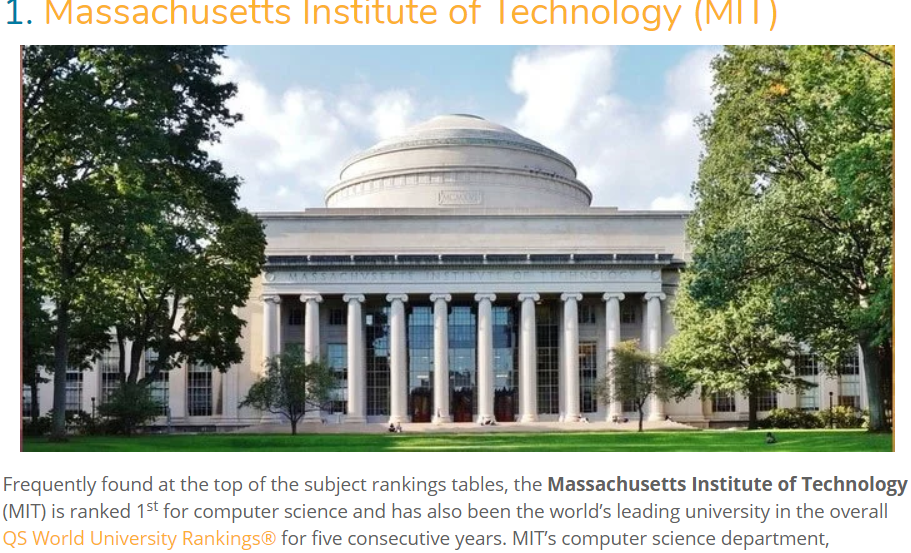 1. Massachusetts Institute of Technology (MIT)
MASSACHVSETTS INSTITVTE OF TECHNOLOGY
Frequently found at the top of the subject rankings tables, the Massachusetts Institute of Technology
(MIT) is ranked 1st for computer science and has also been the world’s leading university in the overall
QS World University Rankings® for five consecutive years. MIT’s computer science department,